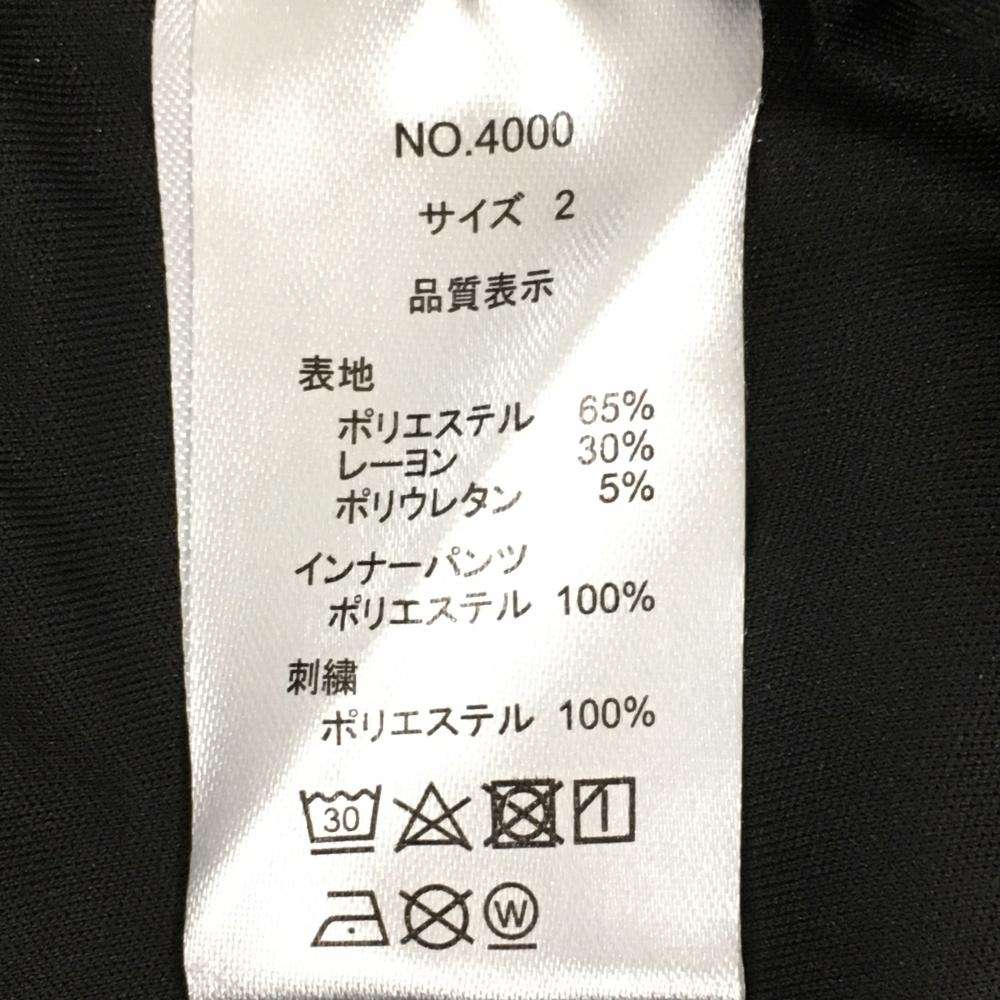 NO.4000
サイズ 2
品質表示
表地
ポリエステル 65%
レーヨン 30%
ポリウレタン 5%
インナーパンツ
ポリエステル 100%
刺繍
ポリエステル 100%
30
W